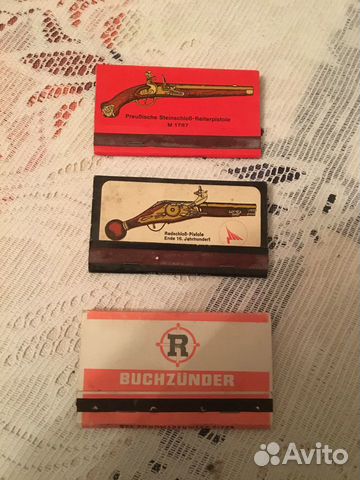 Preußische Steinschloß-Reiterpistole
M 1787
Radschloß-Pistole
Ende 16. Jahrhundert
R
BUCHZÜNDER
Avito